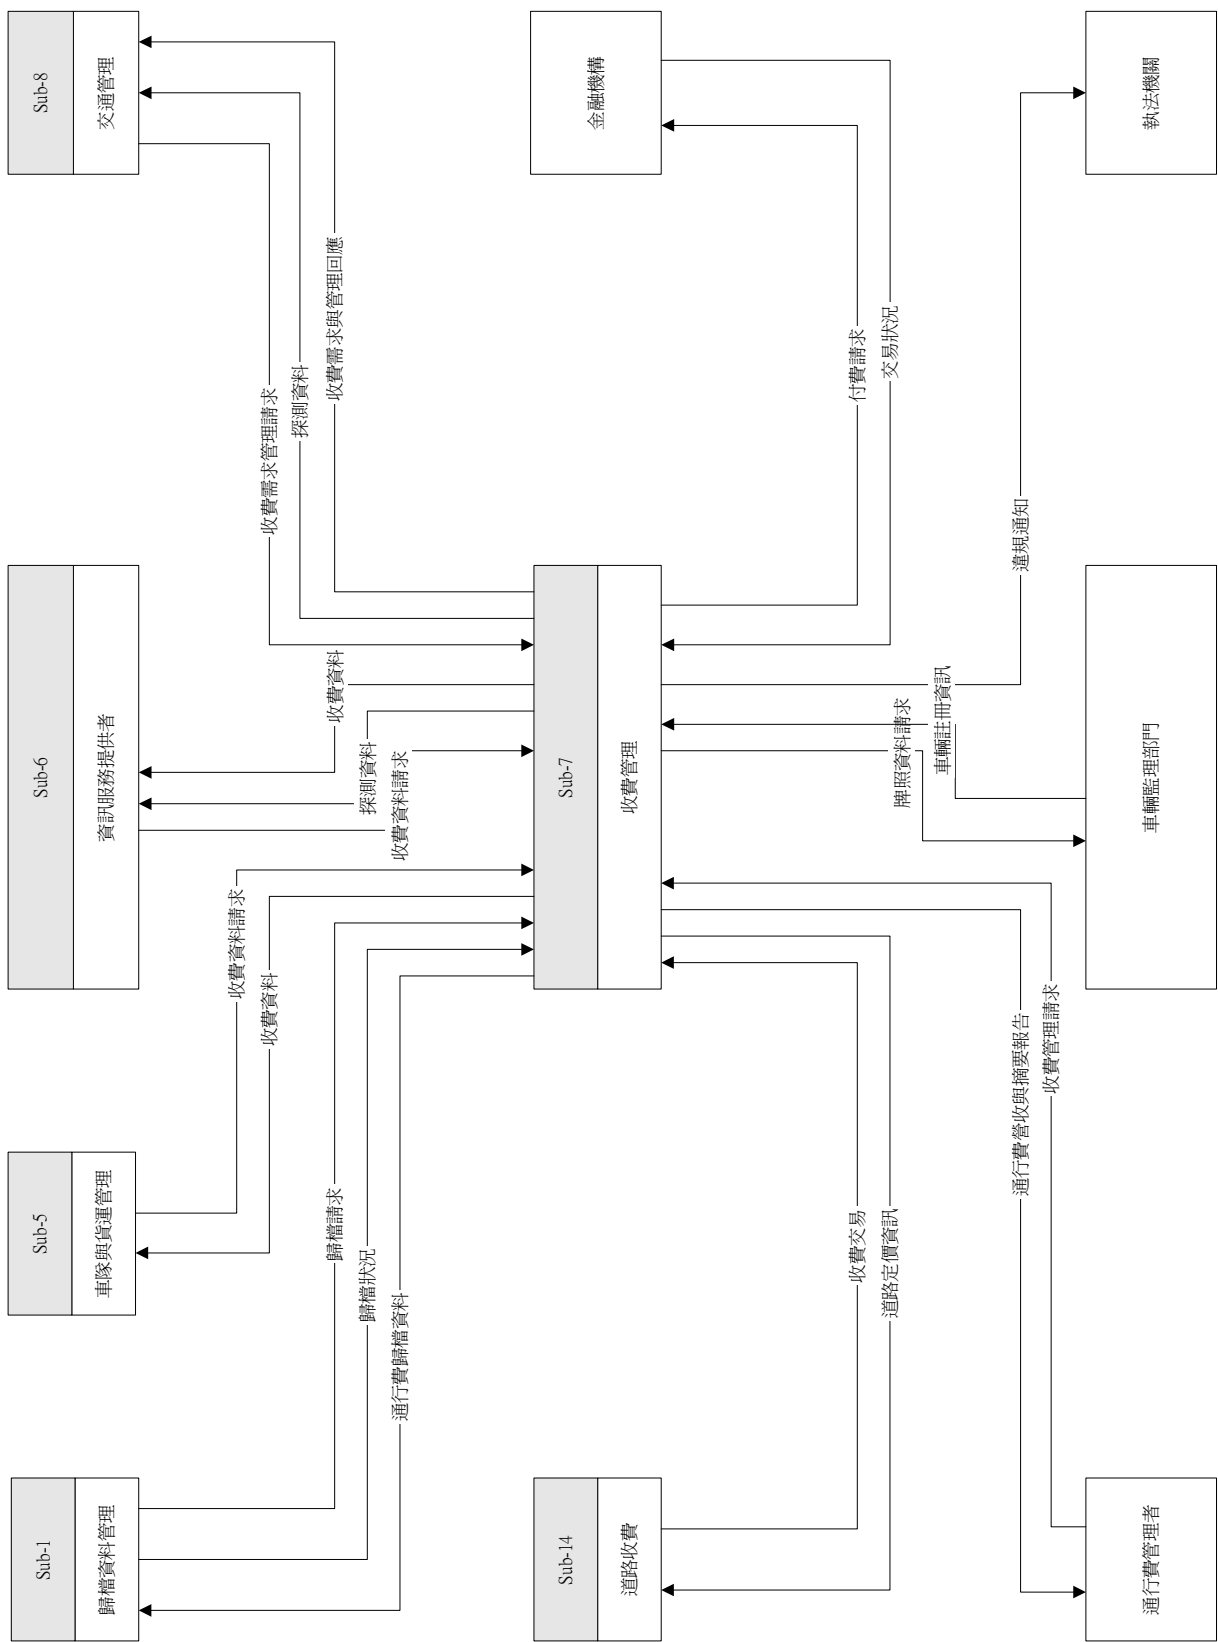 Sub-1
歸檔資料管理
Sub-5
車隊與貨運管理
Sub-6
資訊服務提供者
Sub-8
交通管理
收費資料請求
收費資料
歸檔請求
歸檔狀況
通行費歸檔資料
收費資料
探測資料
收費資料請求
收費需求管理請求
探測資料
收費需求與管理回應
Sub-14
道路收費
Sub-7
收費管理
金融機構
收費交易
道路定價資訊
付費請求
交易狀況
牌照資料請求
車輛註冊資訊
違規通知
通行費營收與摘要報告
收費管理請求
通行費管理者
車輛監理部門
執法機關